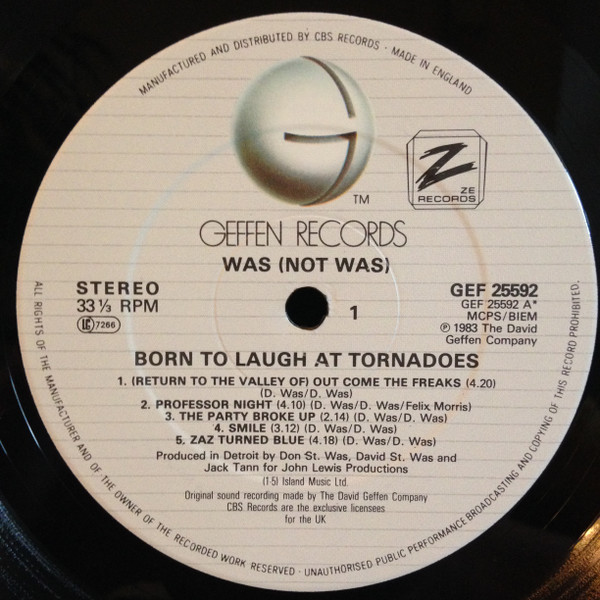 MANUFACTURED AND DISTRIBUTED BY CBS RECORDS · MADE IN ENGLAND
TM
Z
ZE
RECORDS
GEFFEN RECORDS
WAS (NOT WAS)
STEREO
33 ⅓ RPM
LC 7266
1
GEF 25592
GEF 25592 A*
MCPS/BIEM
℗ 1983 The David
Geffen Company
BORN TO LAUGH AT TORNADOES
1. (RETURN TO THE VALLEY OF) OUT COME THE FREAKS (4.20)
(D. Was/D. Was)
2. PROFESSOR NIGHT (4.10) (D. Was/D. Was/Felix Morris)
3. THE PARTY BROKE UP (2.14) (D. Was/D. Was)
4. SMILE (3.12) (D. Was/D. Was)
5. ZAZ TURNED BLUE (4.18) (D. Was/D. Was)
Produced in Detroit by Don St. Was, David St. Was and
Jack Tann for John Lewis Productions
(1-5) Island Music Ltd.
Original sound recording made by The David Geffen Company
CBS Records are the exclusive licensees
for the UK
ALL RIGHTS OF THE MANUFACTURER AND OF THE OWNER OF THE RECORDED WORK RESERVED · UNAUTHORISED PUBLIC PERFORMANCE BROADCASTING AND COPYING OF THIS RECORD PROHIBITED.